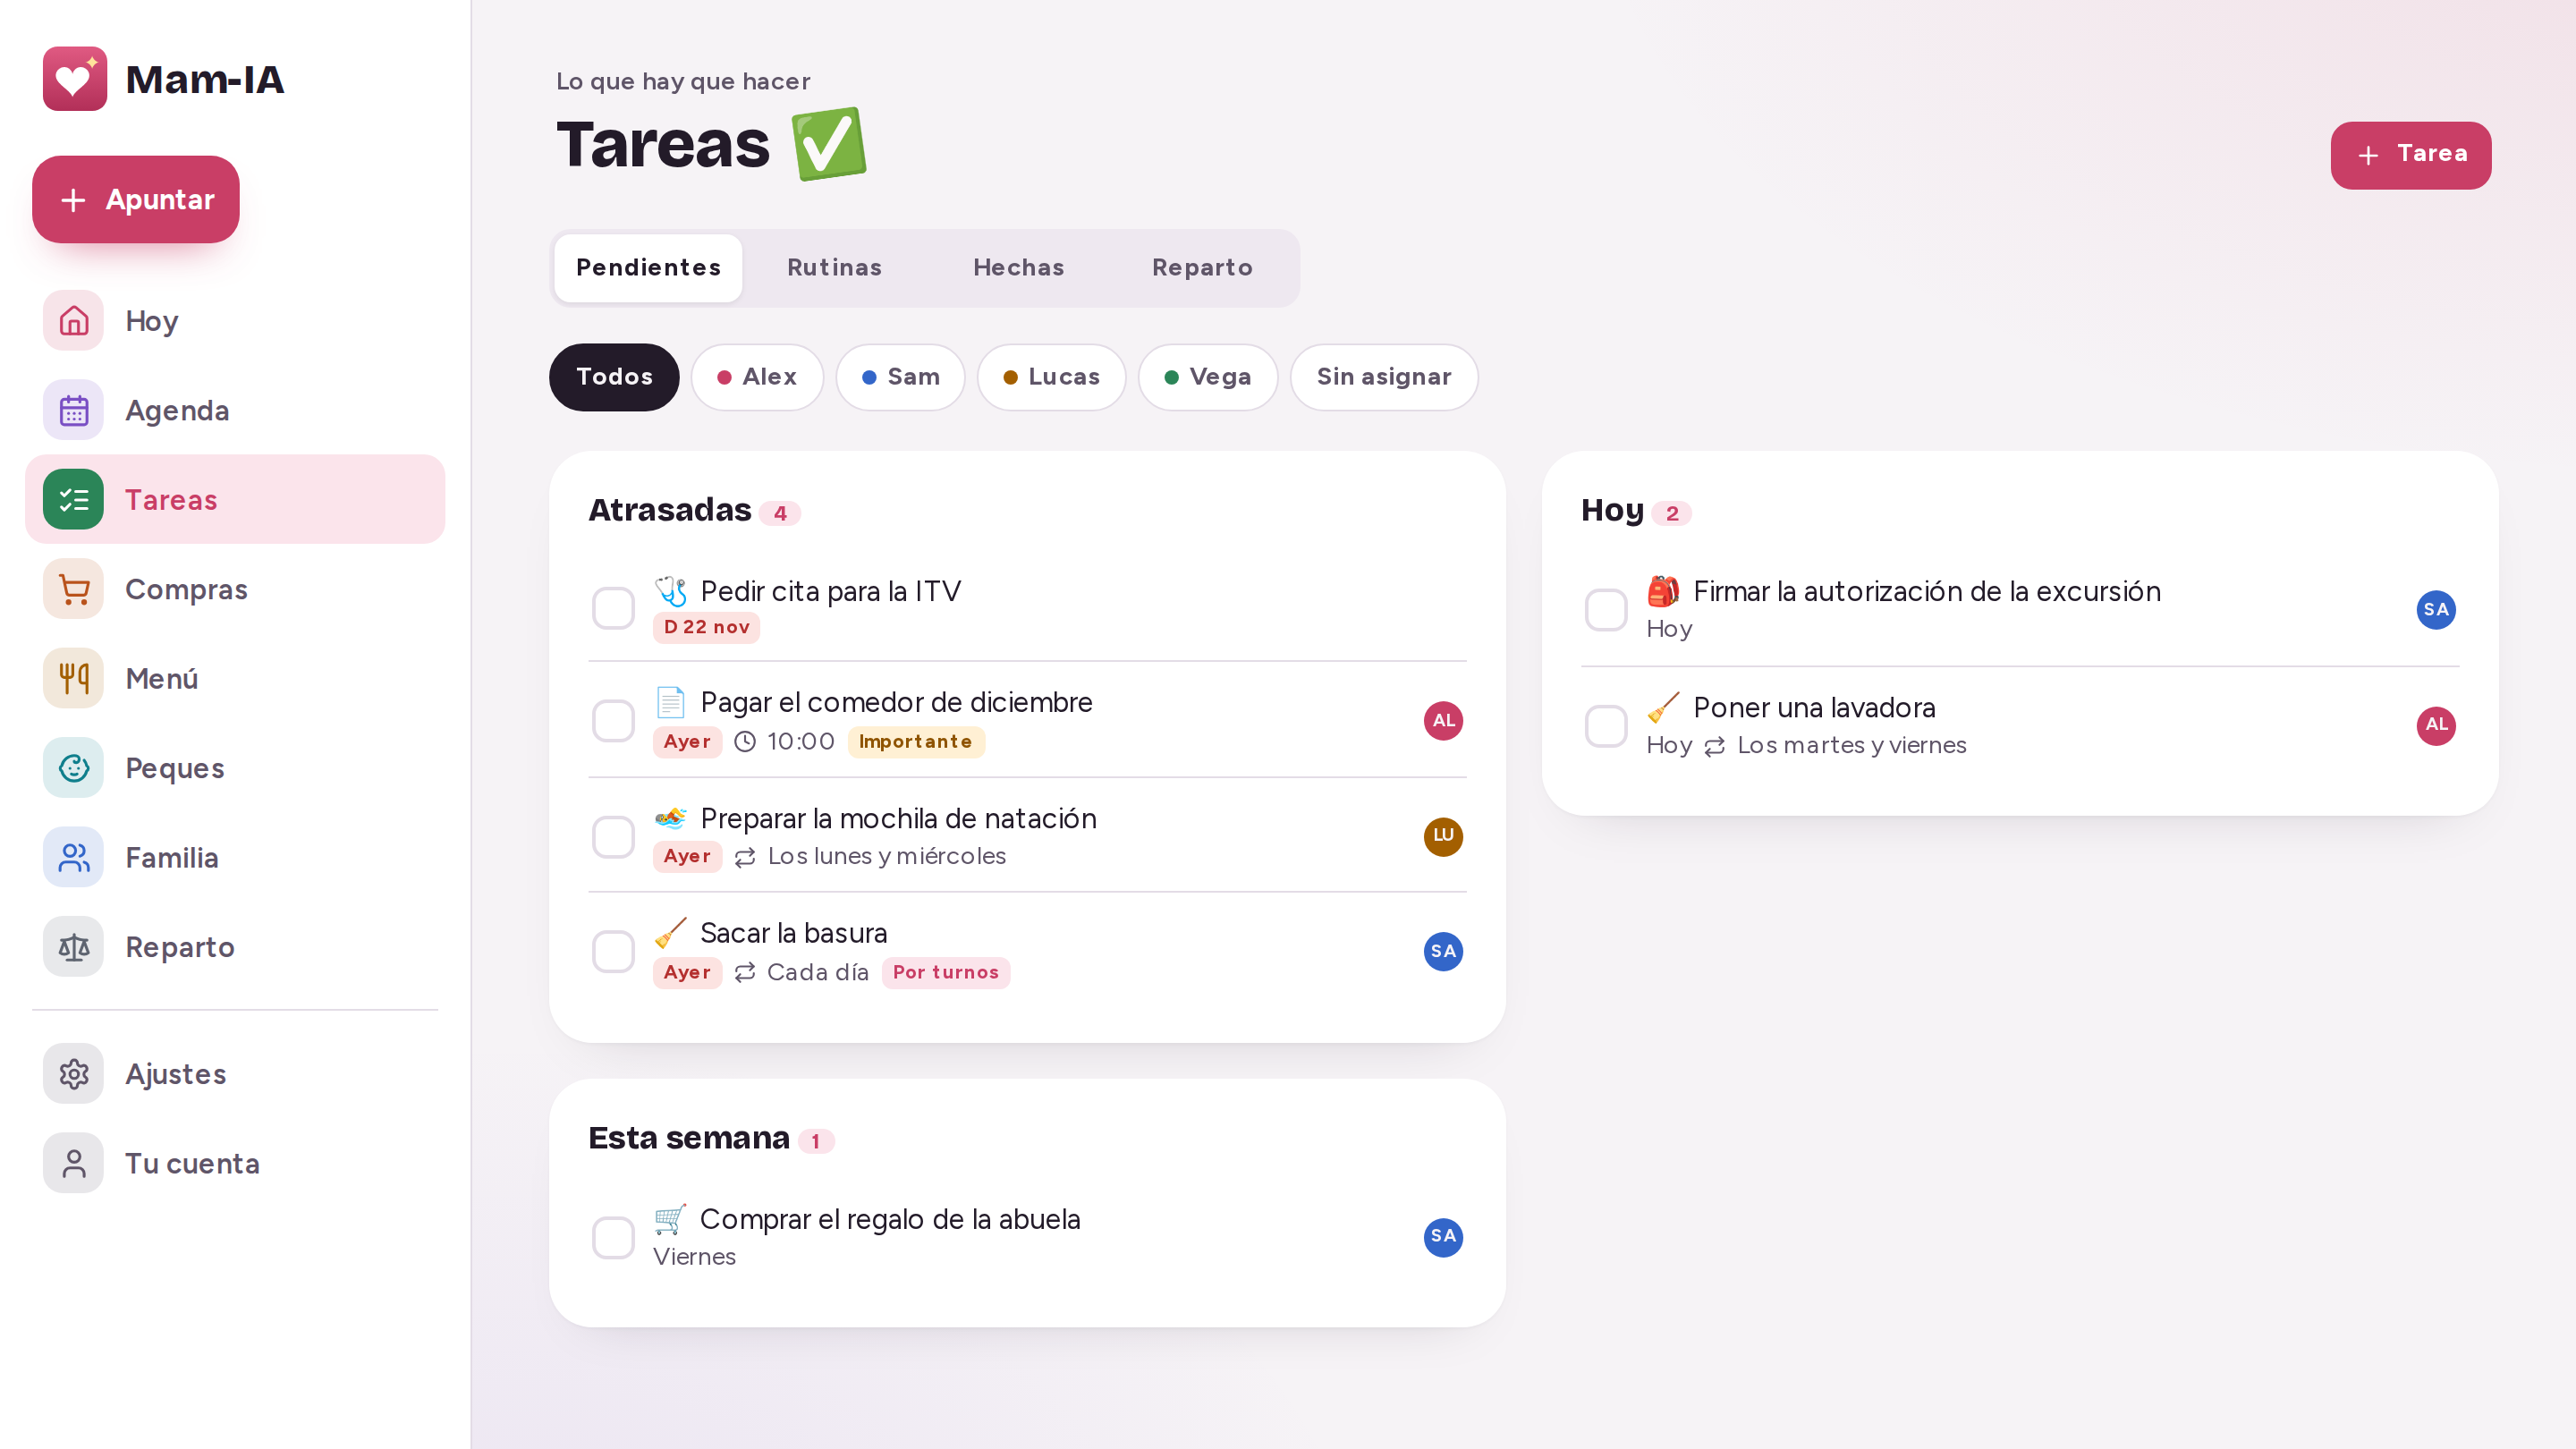 Mam-IA
Apuntar
Hoy
Agenda
Tareas
Compras
Menú
Peques
Familia
Reparto
Ajustes
Tu cuenta
Lo que hay que hacer
Tareas
Tarea
Pendientes Rutinas Hechas Reparto
Todos Alex Sam Lucas Vega Sin asignar
Atrasadas 4
Pedir cita para la ITV
D 22 nov
Pagar el comedor de diciembre
AL
Ayer 10:00 Importante
Preparar la mochila de natación
LU
Ayer Los lunes y miércoles
Sacar la basura
SA
Ayer Cada día Por turnos
Hoy 2
Firmar la autorización de la excursión
SA
Hoy
Poner una lavadora
AL
Hoy Los martes y viernes
Esta semana 1
Comprar el regalo de la abuela
SA
Viernes